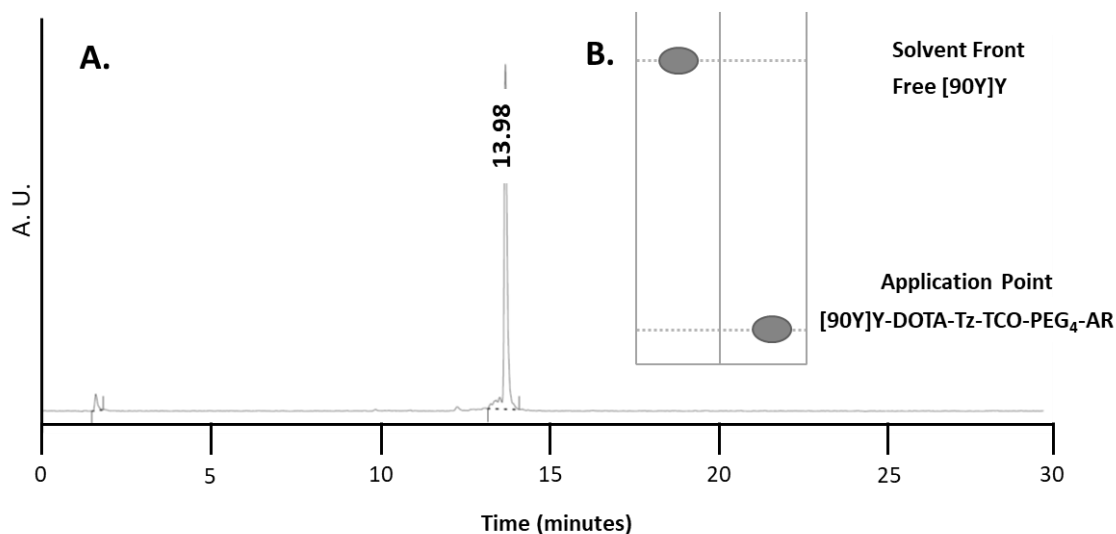 A.
B.
Solvent Front
Free [90Y]Y
13.98
A. U.
Application Point
[90Y]Y-DOTA-Tz-TCO-PEG₄-AR
0 5 10 15 20 25 30
Time (minutes)